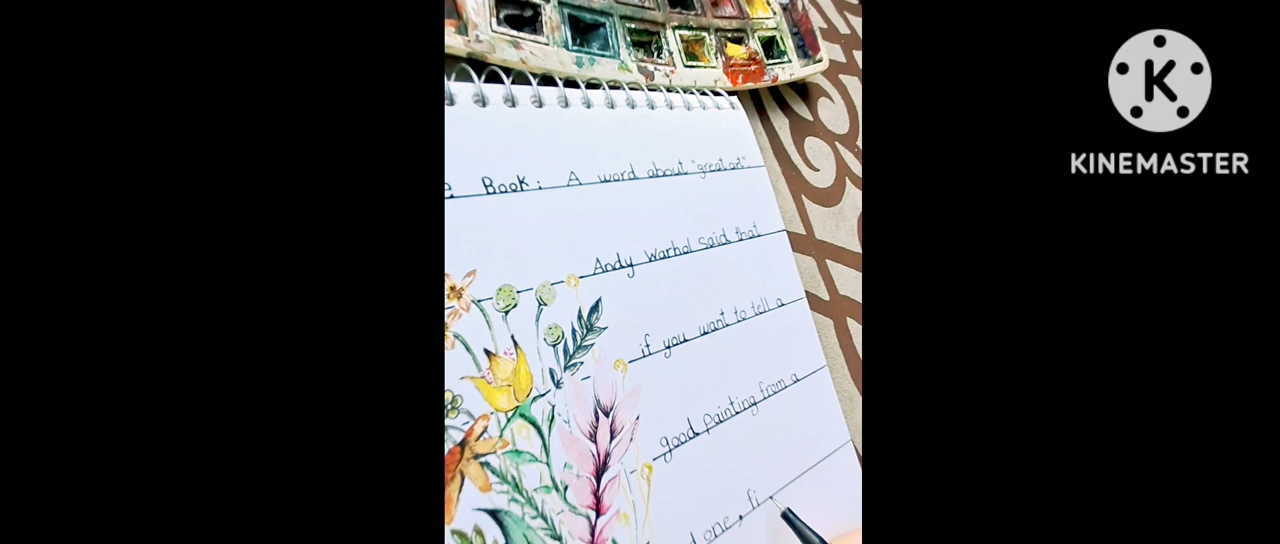 Book: A word about "great art".
Andy Warhol said that
if you want to tell a
good painting from a
one, fi
KINEMASTER